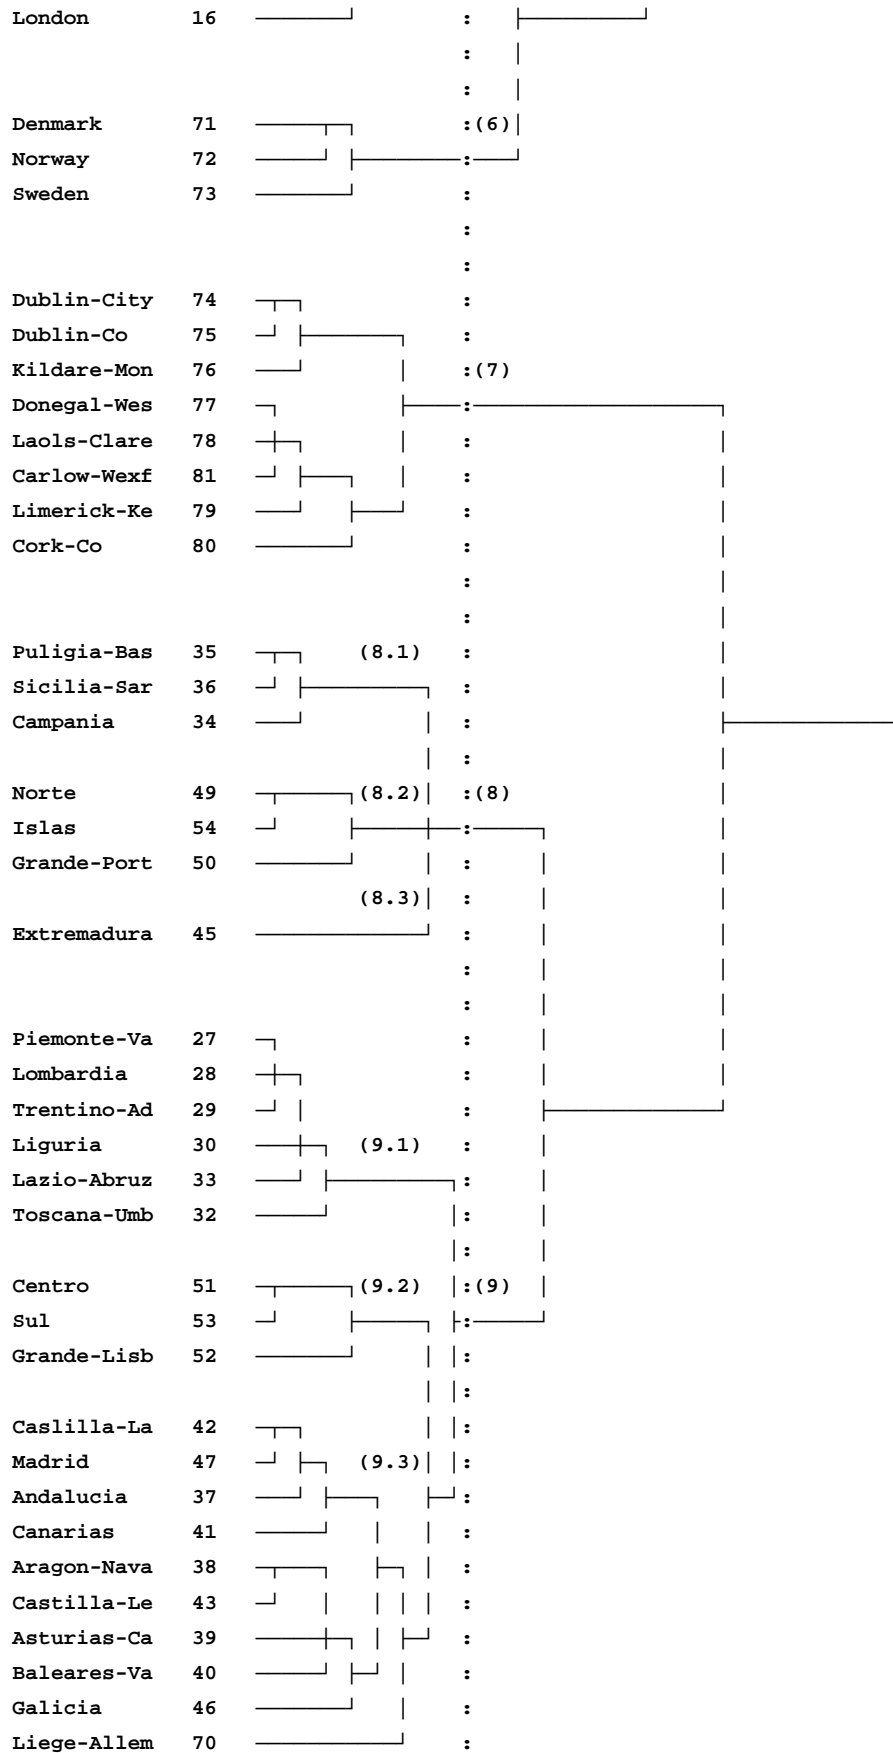 London 16
Denmark 71 (6)
Norway 72
Sweden 73
Dublin-City 74
Dublin-Co 75
Kildare-Mon 76 (7)
Donegal-Wes 77
Laols-Clare 78
Carlow-Wexf 81
Limerick-Ke 79
Cork-Co 80
Puligia-Bas 35 (8.1)
Sicilia-Sar 36
Campania 34
Norte 49 (8.2) (8)
Islas 54
Grande-Port 50
(8.3)
Extremadura 45
Piemonte-Va 27
Lombardia 28
Trentino-Ad 29
Liguria 30 (9.1)
Lazio-Abruz 33
Toscana-Umb 32
Centro 51 (9.2) (9)
Sul 53
Grande-Lisb 52
Caslilla-La 42
Madrid 47 (9.3)
Andalucia 37
Canarias 41
Aragon-Nava 38
Castilla-Le 43
Asturias-Ca 39
Baleares-Va 40
Galicia 46
Liege-Allem 70